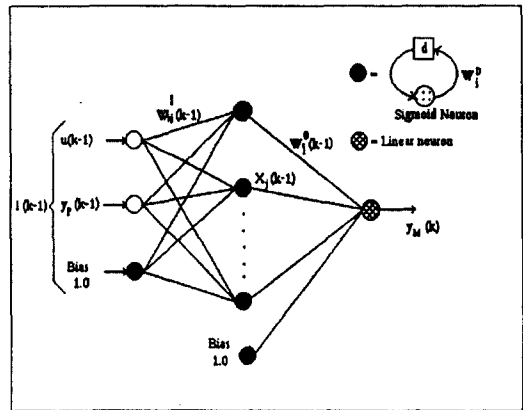 d
= W_j^D
Sigmoid Neuron
= Linear neuron
W_ij^I (k-1)
W_j^O (k-1)
u(k-1)
X_j (k-1)
I (k-1)
y_p (k-1)
y_M (k)
Bias
1.0
Bias
1.0